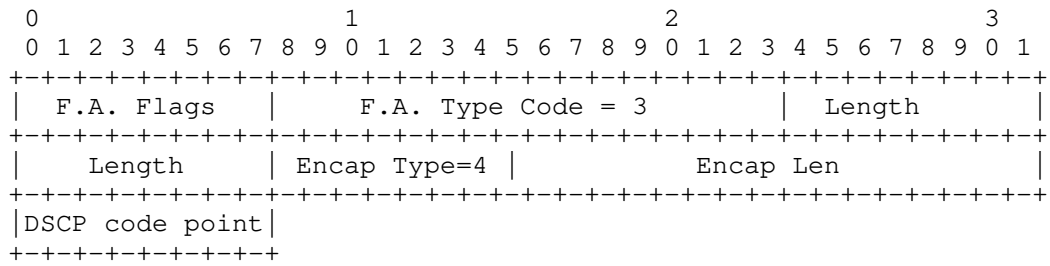 0                   1                   2                   3
 0 1 2 3 4 5 6 7 8 9 0 1 2 3 4 5 6 7 8 9 0 1 2 3 4 5 6 7 8 9 0 1
+-+-+-+-+-+-+-+-+-+-+-+-+-+-+-+-+-+-+-+-+-+-+-+-+-+-+-+-+-+-+-+-+
|  F.A. Flags   |     F.A. Type Code = 3        |  Length       |
+-+-+-+-+-+-+-+-+-+-+-+-+-+-+-+-+-+-+-+-+-+-+-+-+-+-+-+-+-+-+-+-+
|    Length     | Encap Type=4 |           Encap Len            |
+-+-+-+-+-+-+-+-+-+-+-+-+-+-+-+-+-+-+-+-+-+-+-+-+-+-+-+-+-+-+-+-+
|DSCP code point|
+-+-+-+-+-+-+-+-+